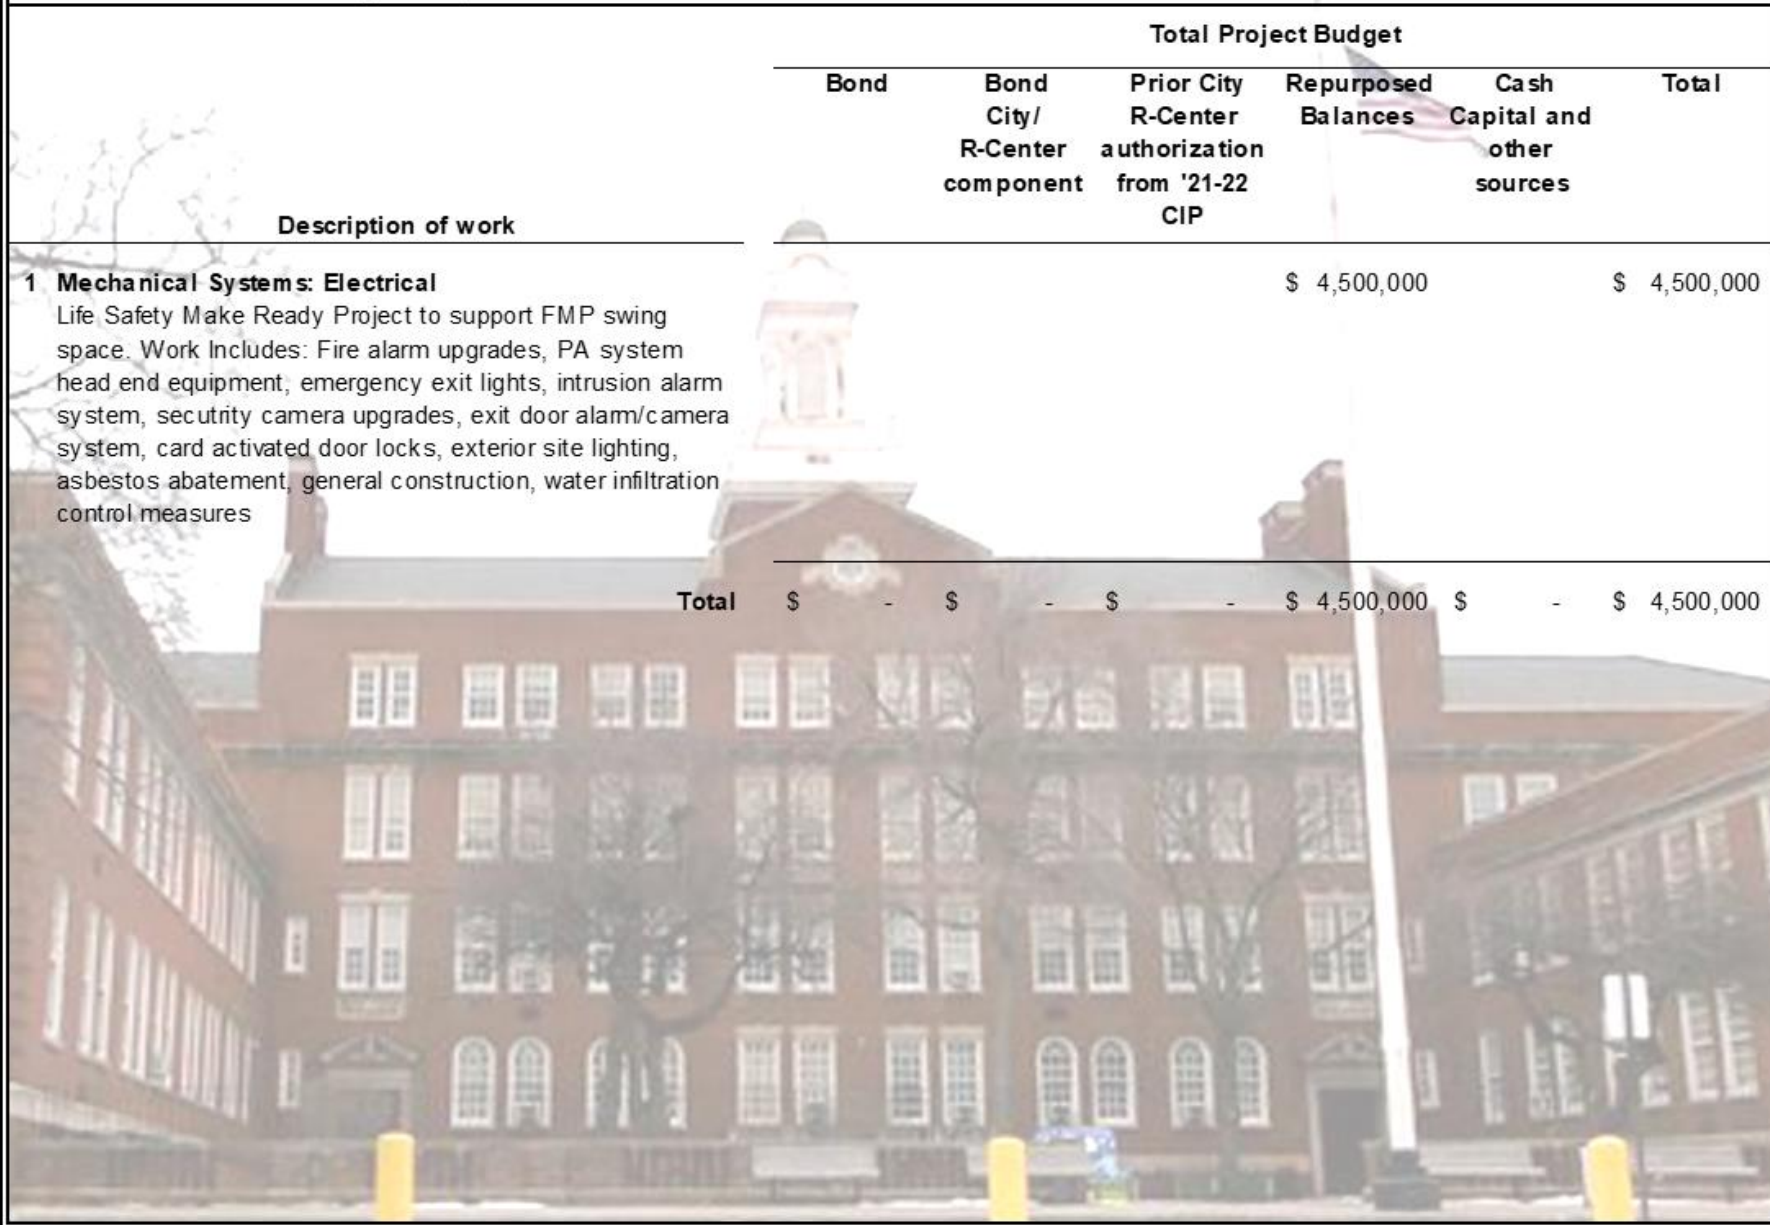 Total Project Budget
Bond Bond Prior City Repurposed Cash Total
City/ R-Center Balances Capital and
R-Center authorization other
component from '21-22 sources
CIP
Description of work
1 Mechanical Systems: Electrical $ 4,500,000 $ 4,500,000
Life Safety Make Ready Project to support FMP swing
space. Work Includes: Fire alarm upgrades, PA system
head end equipment, emergency exit lights, intrusion alarm
system, secutrity camera upgrades, exit door alarm/camera
system, card activated door locks, exterior site lighting,
asbestos abatement, general construction, water infiltration
control measures
Total $ - $ - $ - $ 4,500,000 $ - $ 4,500,000